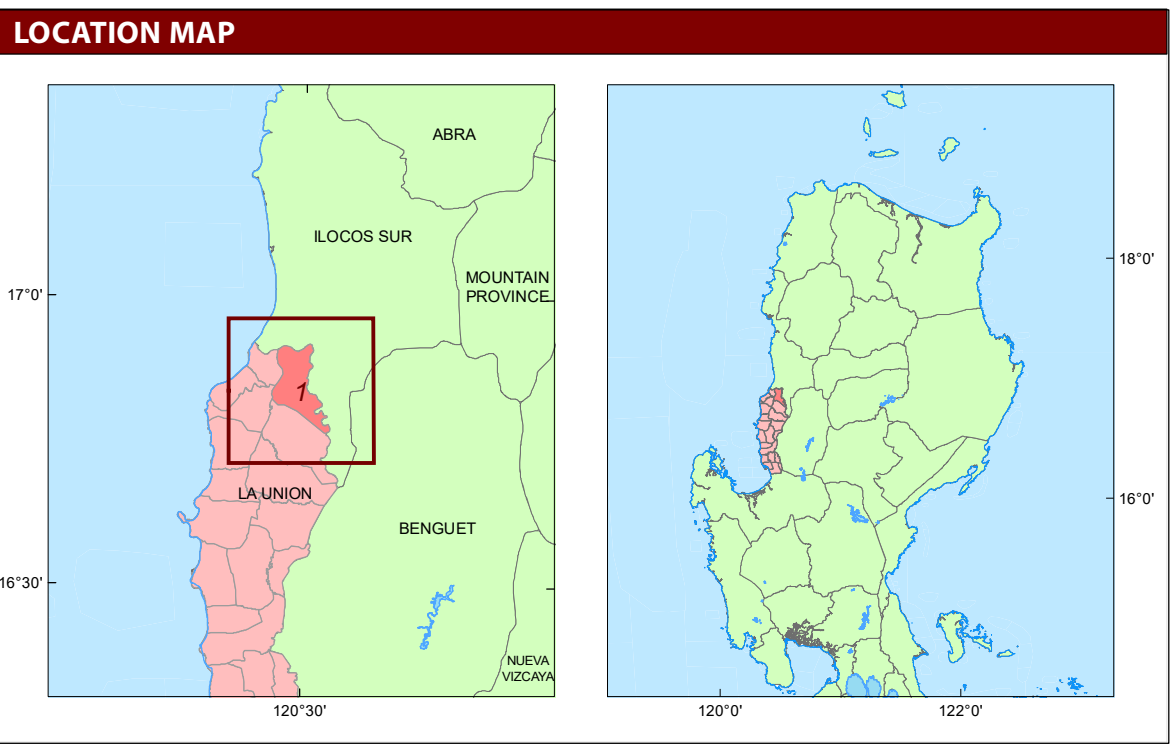 LOCATION MAP
ABRA
ILOCOS SUR
MOUNTAIN
PROVINCE
17°0'
1
LA UNION
BENGUET
16°30'
NUEVA
VIZCAYA
120°30'
18°0'
16°0'
120°0'
122°0'